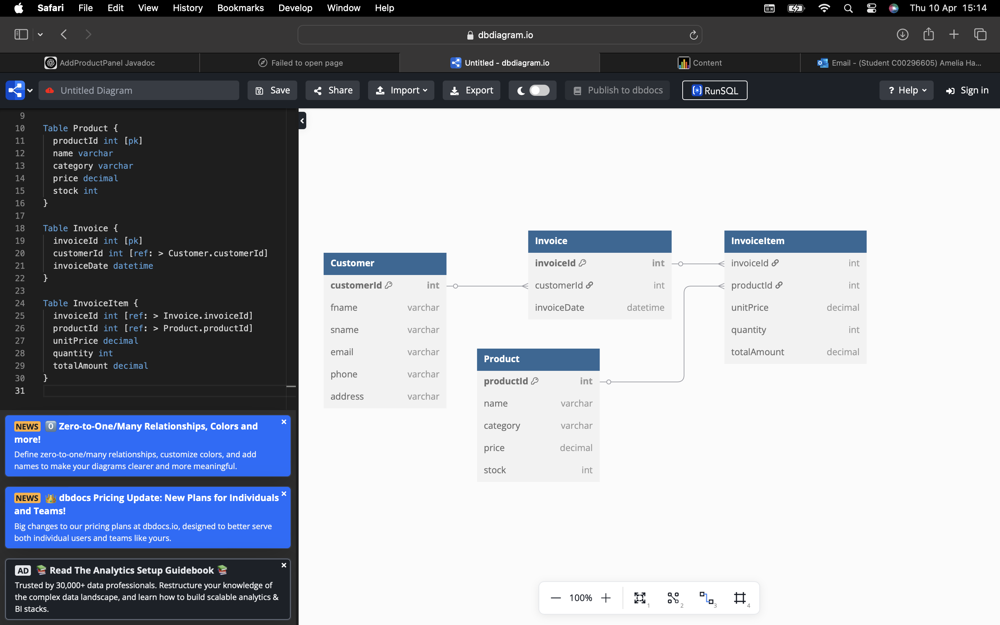 Safari File Edit View History Bookmarks Develop Window Help Thu 10 Apr 15:14
dbdiagram.io
AddProductPanel Javadoc Failed to open page Untitled - dbdiagram.io Content Email - (Student C00296605) Amelia Ha...
Untitled Diagram Save Share Import Export Publish to dbdocs RunSQL ? Help Sign in
9
10 Table Product {
11 productId int [pk]
12 name varchar
13 category varchar
14 price decimal
15 stock int
16 }
17
18 Table Invoice {
19 invoiceId int [pk]
20 customerId int [ref: > Customer.customerId]
21 invoiceDate datetime
22 }
23
24 Table InvoiceItem {
25 invoiceId int [ref: > Invoice.invoiceId]
26 productId int [ref: > Product.productId]
27 unitPrice decimal
28 quantity int
29 totalAmount decimal
30 }
31
NEWS 0 Zero-to-One/Many Relationships, Colors and
more!
Define zero-to-one/many relationships, customize colors, and add
names to make your diagrams clearer and more meaningful.
NEWS 👑 dbdocs Pricing Update: New Plans for Individuals
and Teams!
Big changes to our pricing plans at dbdocs.io, designed to better serve
both individual users and teams like yours.
AD 📚 Read The Analytics Setup Guidebook 📚
Trusted by 30,000+ data professionals. Restructure your knowledge of
the complex data landscape, and learn how to build scalable analytics &
BI stacks.
Customer
customerId int
fname varchar
sname varchar
email varchar
phone varchar
address varchar
Invoice
invoiceId int
customerId int
invoiceDate datetime
Product
productId int
name varchar
category varchar
price decimal
stock int
InvoiceItem
invoiceId int
productId int
unitPrice decimal
quantity int
totalAmount decimal
100% 1 2 3 4